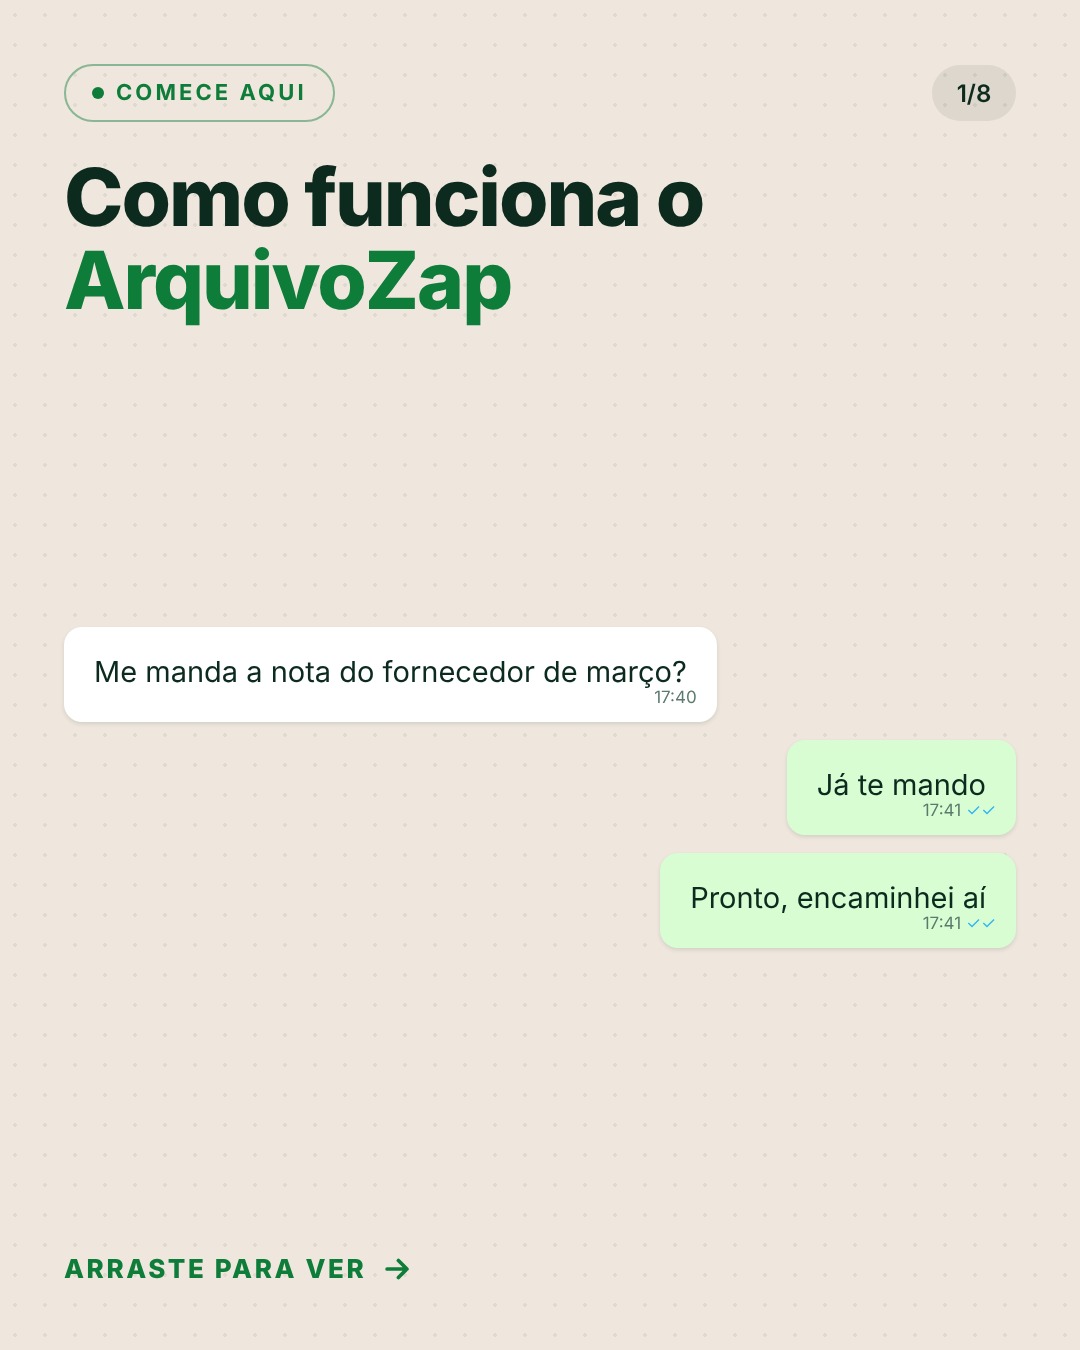 COMECE AQUI
1/8
Como funciona o
ArquivoZap
Me manda a nota do fornecedor de março?
17:40
Já te mando
17:41
Pronto, encaminhei aí
17:41
ARRASTE PARA VER